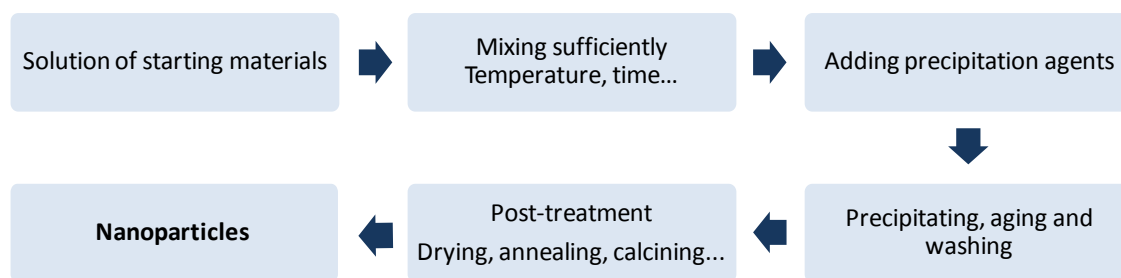 Solution of starting materials
Mixing sufficiently
Temperature, time...
Adding precipitation agents
Precipitating, aging and
washing
Post-treatment
Drying, annealing, calcining...
Nanoparticles